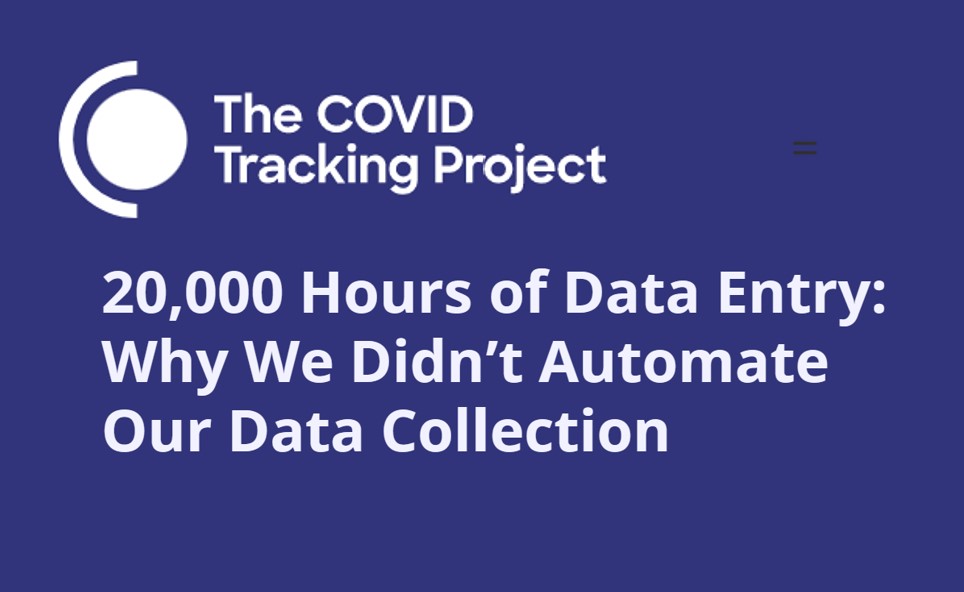 The COVID
Tracking Project
20,000 Hours of Data Entry:
Why We Didn’t Automate
Our Data Collection